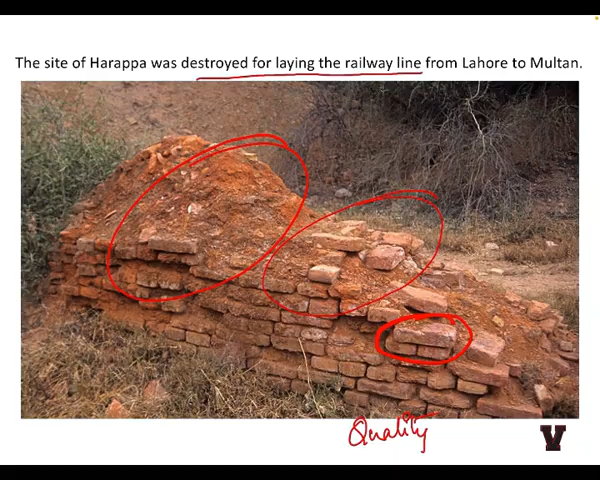 The site of Harappa was destroyed for laying the railway line from Lahore to Multan.
Quality
V